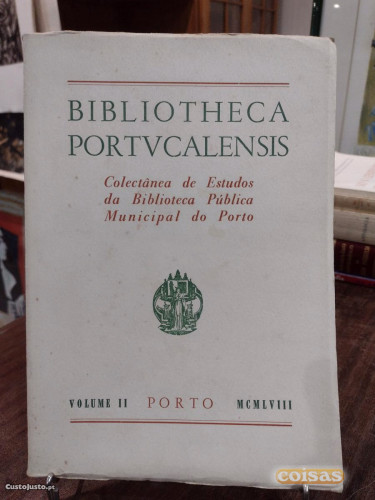 BIBLIOTHECA
PORTVCALENSIS
Colectânea de Estudos
da Biblioteca Pública
Municipal do Porto
VOLUME II PORTO MCMLVIII
CustoJusto.pt
coisas